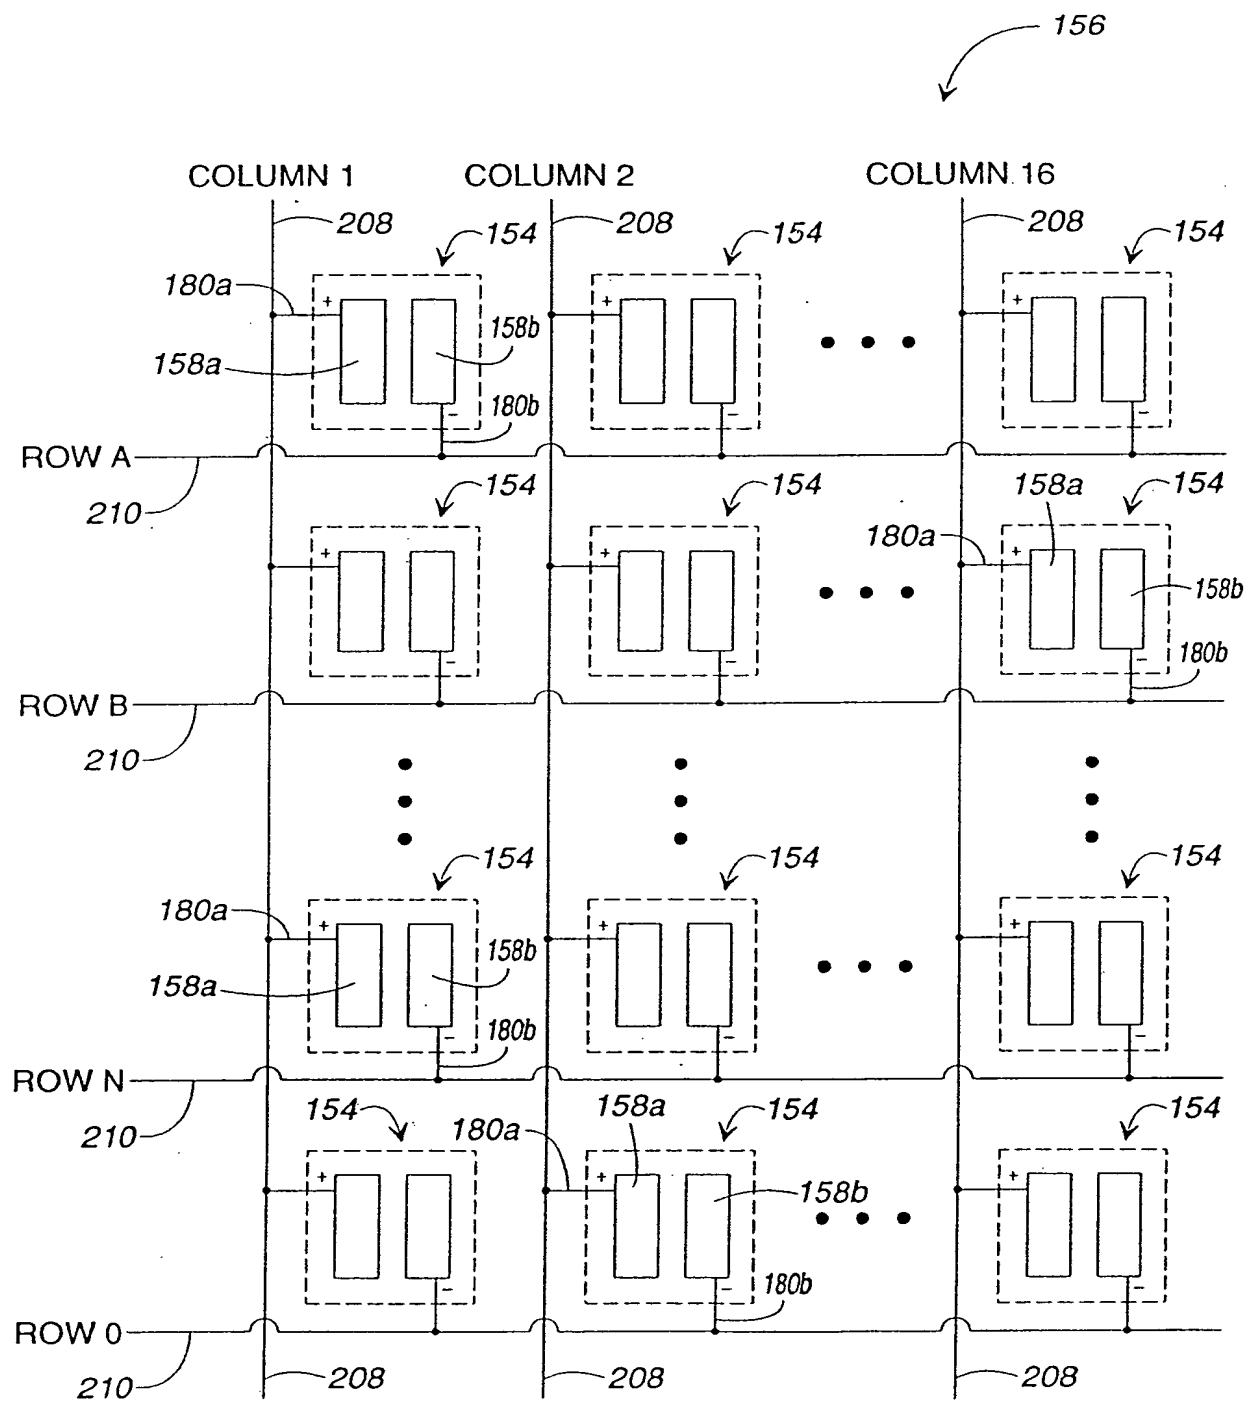 156
COLUMN 1 COLUMN 2 COLUMN 16
208 208 208
154 154 154
180a + + +
158b
158a
– 180b – –
ROW A
210
154 154 158a 154
180a
+ + +
158b
– – – 180b
ROW B
210
154 154 154
180a + + +
158b
158a
– 180b – –
ROW N
210
154 158a 154 154
180a
+ + +
158b
– – 180b –
ROW 0
210
208 208 208